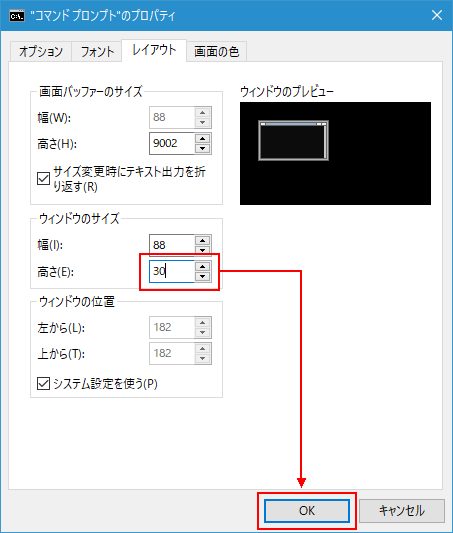 "コマンド プロンプト"のプロパティ
オプション フォント レイアウト 画面の色
画面バッファーのサイズ
幅(W): 88
高さ(H): 9002
サイズ変更時にテキスト出力を折
り返す(R)
ウィンドウのサイズ
幅(I): 88
高さ(E): 30
ウィンドウの位置
左から(L): 182
上から(T): 182
システム設定を使う(P)
ウィンドウのプレビュー
OK キャンセル